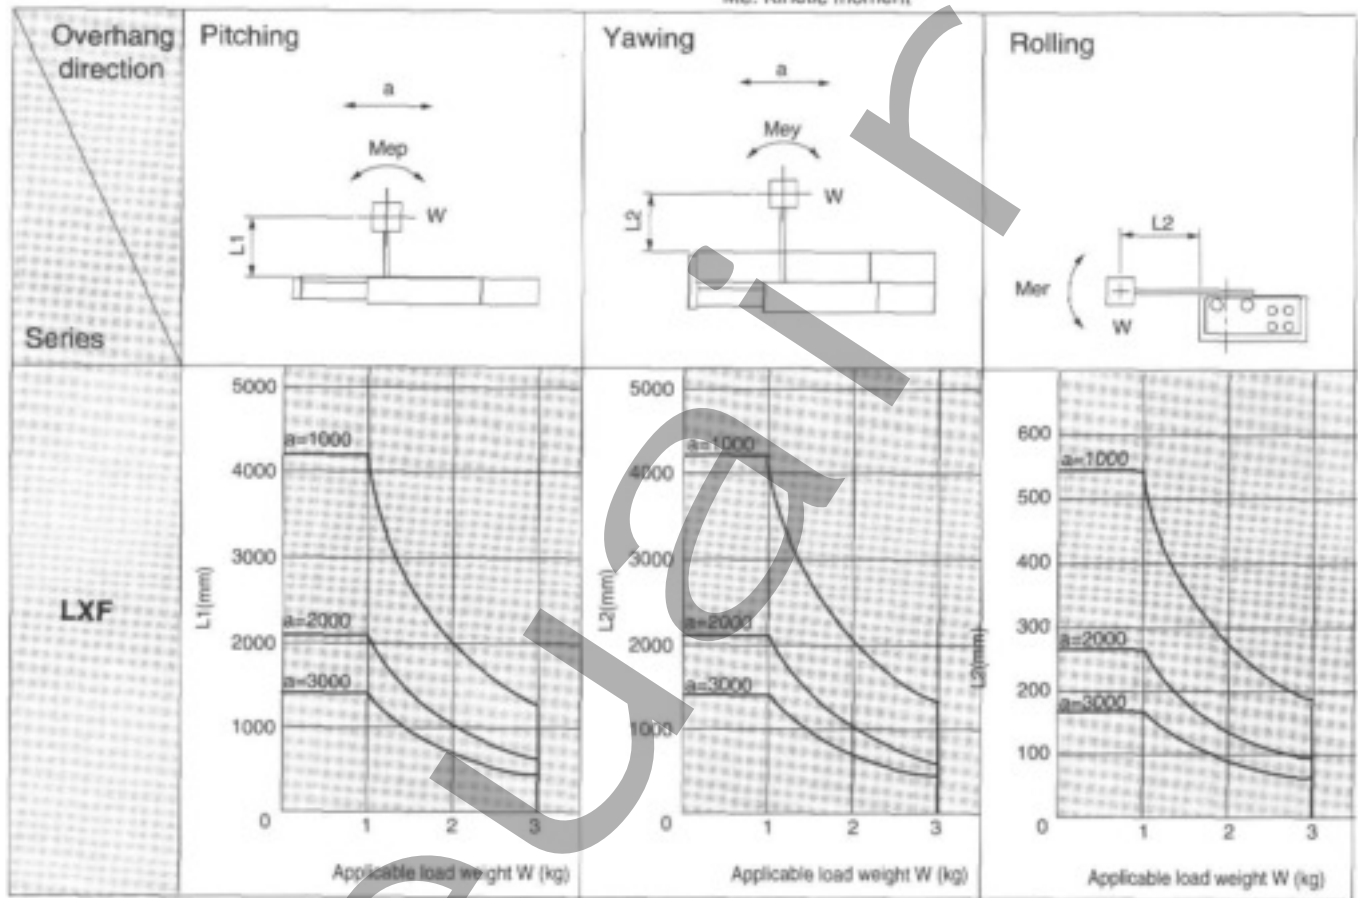 Me: Kinetic moment
Overhang direction
Series
Pitching
a
Mep
W
L1
Yawing
a
Mey
W
L2
Rolling
L2
Mer
W
LXF
L1(mm)
5000
4000
3000
2000
1000
0
a=1000
a=2000
a=3000
1 2 3
Applicable load weight W (kg)
L2(mm)
5000
4000
3000
2000
1000
0
a=1000
a=2000
a=3000
1 2 3
Applicable load weight W (kg)
L2(mm)
600
500
400
300
200
100
0
a=1000
a=2000
a=3000
1 2 3
Applicable load weight W (kg)